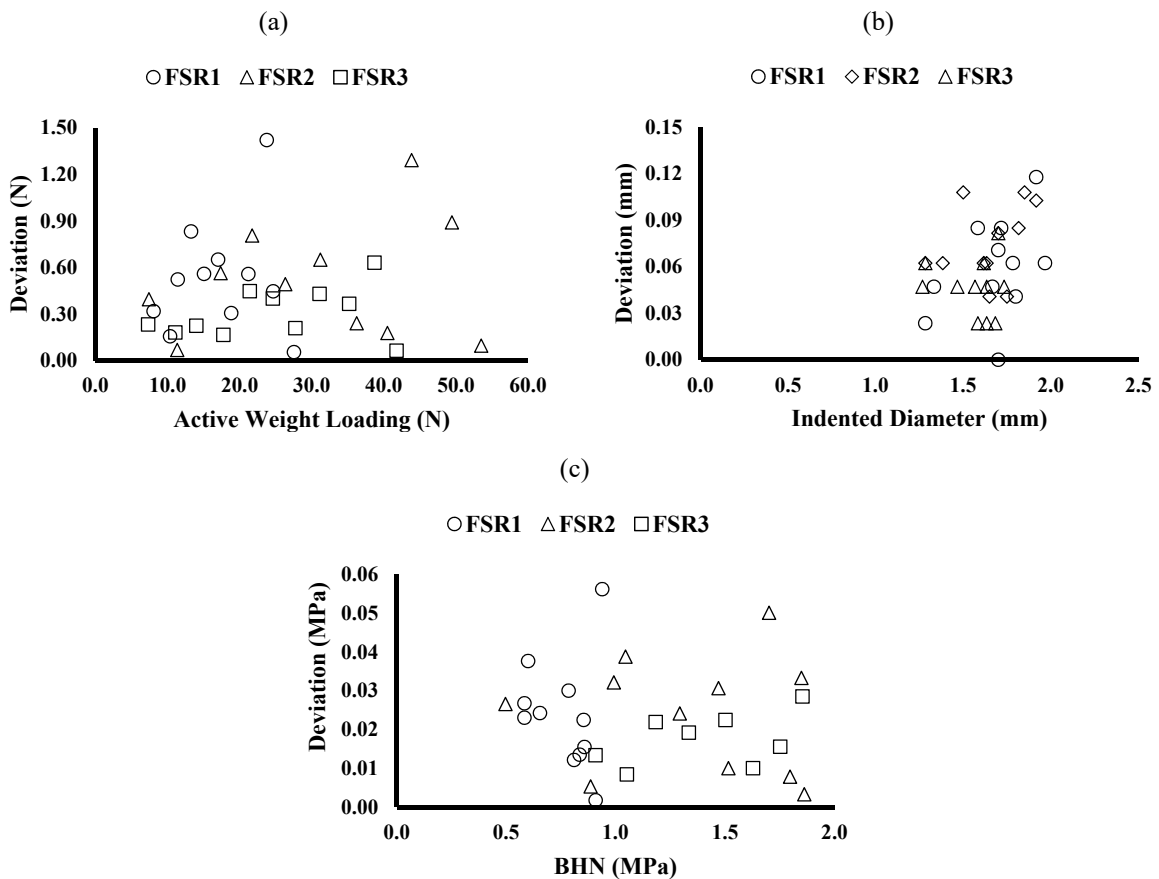 (a)
FSR1 FSR2 FSR3
1.50
1.20
0.90
0.60
0.30
0.00
Deviation (N)
0.0 10.0 20.0 30.0 40.0 50.0 60.0
Active Weight Loading (N)
(b)
FSR1 FSR2 FSR3
0.15
0.12
0.09
0.06
0.03
0.00
Deviation (mm)
0.0 0.5 1.0 1.5 2.0 2.5
Indented Diameter (mm)
(c)
FSR1 FSR2 FSR3
0.06
0.05
0.04
0.03
0.02
0.01
0.00
Deviation (MPa)
0.0 0.5 1.0 1.5 2.0
BHN (MPa)